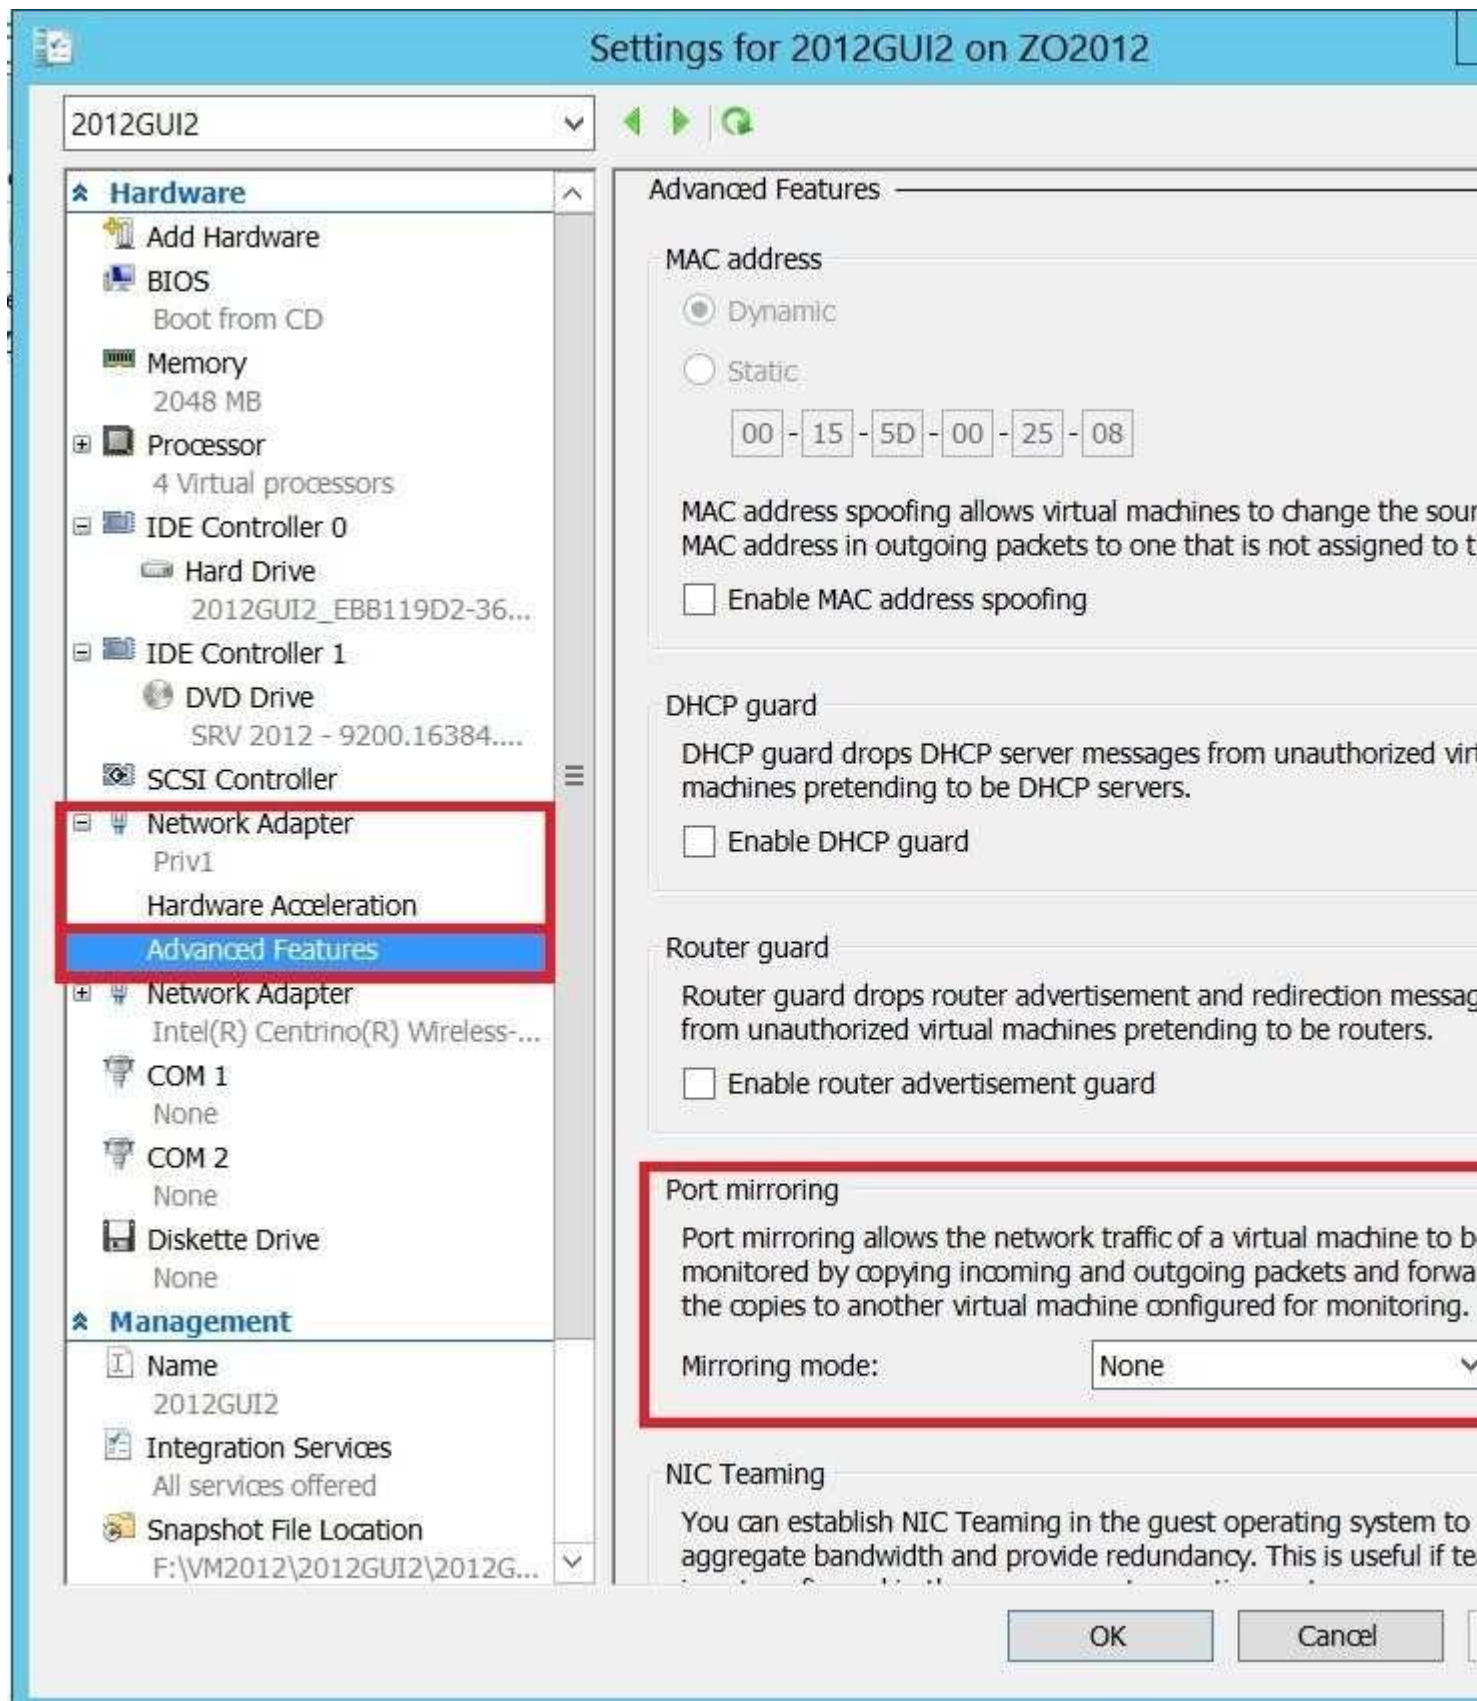 Settings for 2012GUI2 on ZO2012
2012GUI2
Hardware
Add Hardware
BIOS
Boot from CD
Memory
2048 MB
Processor
4 Virtual processors
IDE Controller 0
Hard Drive
2012GUI2_EBB119D2-36...
IDE Controller 1
DVD Drive
SRV 2012 - 9200.16384....
SCSI Controller
Network Adapter
Priv1
Hardware Acceleration
Advanced Features
Network Adapter
Intel(R) Centrino(R) Wireless-...
COM 1
None
COM 2
None
Diskette Drive
None
Management
Name
2012GUI2
Integration Services
All services offered
Snapshot File Location
F:\VM2012\2012GUI2\2012G...
Advanced Features
MAC address
Dynamic
Static
00 - 15 - 5D - 00 - 25 - 08
MAC address spoofing allows virtual machines to change the sour
MAC address in outgoing packets to one that is not assigned to t
Enable MAC address spoofing
DHCP guard
DHCP guard drops DHCP server messages from unauthorized virt
machines pretending to be DHCP servers.
Enable DHCP guard
Router guard
Router guard drops router advertisement and redirection messag
from unauthorized virtual machines pretending to be routers.
Enable router advertisement guard
Port mirroring
Port mirroring allows the network traffic of a virtual machine to be
monitored by copying incoming and outgoing packets and forwa
the copies to another virtual machine configured for monitoring.
Mirroring mode: None
NIC Teaming
You can establish NIC Teaming in the guest operating system to
aggregate bandwidth and provide redundancy. This is useful if te
OK Cancel